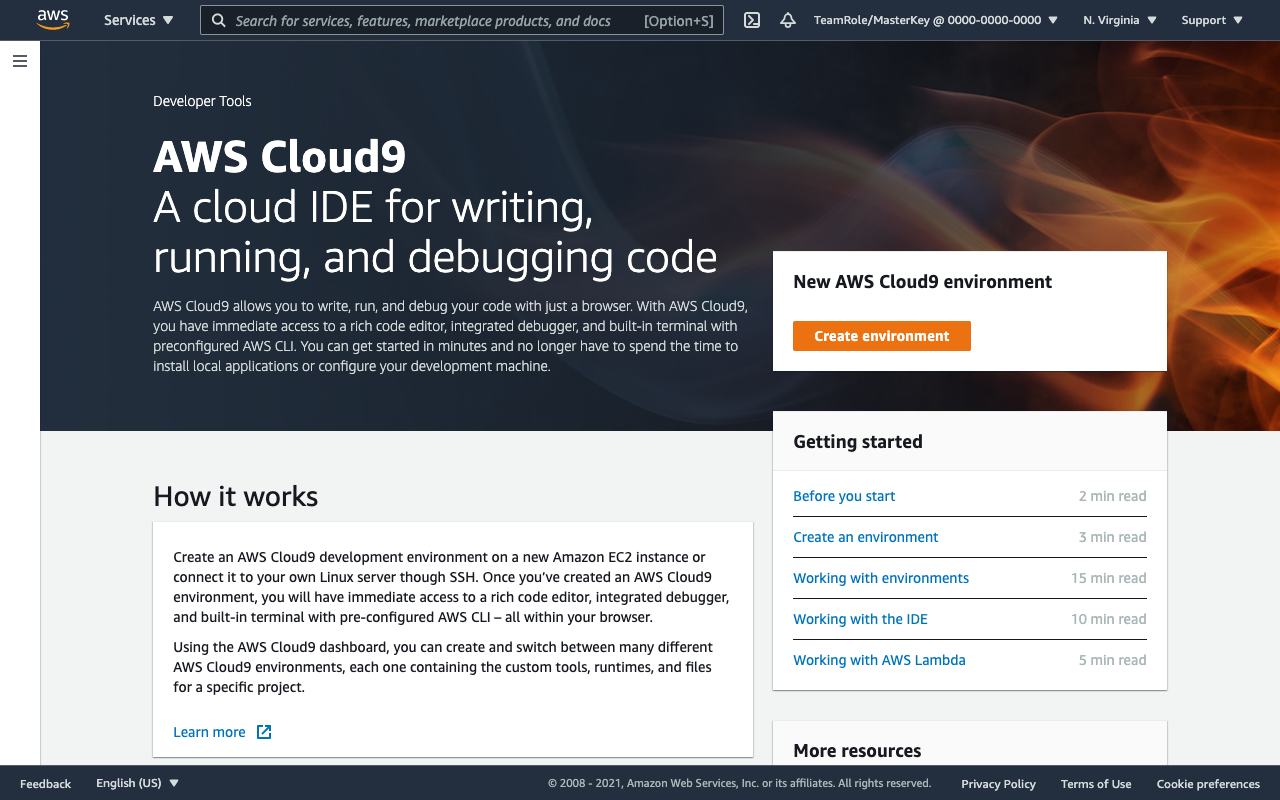 aws
Services
Search for services, features, marketplace products, and docs [Option+S]
TeamRole/MasterKey @ 0000-0000-0000
N. Virginia
Support
Developer Tools
AWS Cloud9
A cloud IDE for writing,
running, and debugging code
AWS Cloud9 allows you to write, run, and debug your code with just a browser. With AWS Cloud9,
you have immediate access to a rich code editor, integrated debugger, and built-in terminal with
preconfigured AWS CLI. You can get started in minutes and no longer have to spend the time to
install local applications or configure your development machine.
New AWS Cloud9 environment
Create environment
Getting started
Before you start 2 min read
Create an environment 3 min read
Working with environments 15 min read
Working with the IDE 10 min read
Working with AWS Lambda 5 min read
More resources
How it works
Create an AWS Cloud9 development environment on a new Amazon EC2 instance or
connect it to your own Linux server though SSH. Once you’ve created an AWS Cloud9
environment, you will have immediate access to a rich code editor, integrated debugger,
and built-in terminal with pre-configured AWS CLI – all within your browser.
Using the AWS Cloud9 dashboard, you can create and switch between many different
AWS Cloud9 environments, each one containing the custom tools, runtimes, and files
for a specific project.
Learn more
Feedback
English (US)
© 2008 - 2021, Amazon Web Services, Inc. or its affiliates. All rights reserved.
Privacy Policy
Terms of Use
Cookie preferences